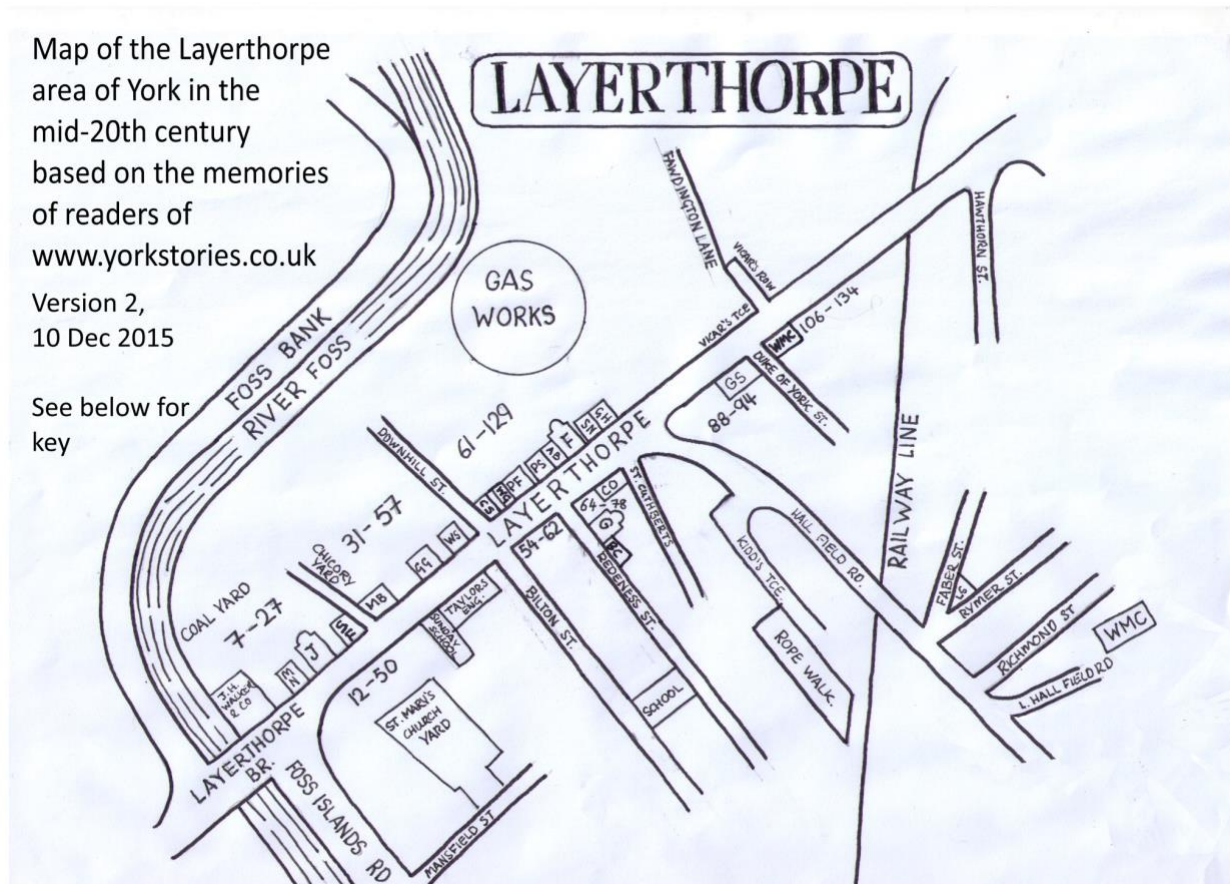 Map of the Layerthorpe
area of York in the
mid-20th century
based on the memories
of readers of
www.yorkstories.co.uk
Version 2,
10 Dec 2015
See below for
key
LAYERTHORPE
FAWDINGTON LANE
VICAR'S ROW
VICAR'S TCE
HAWTHORN ST.
GAS
WORKS
FOSS BANK
RIVER FOSS
WMC
106-134
DUKE OF YORK ST.
GS
88-94
61-129
DOWNHILL ST.
PF
PS
F
SH
LAYERTHORPE
31-57
CHICORY
YARD
WS
COAL YARD
7-27
J
J.H.
WALKER
& CO
54-62
64-
78
CO
G
ST. CUTHBERTS
BEDENESS ST.
BILTON ST.
SCHOOL
KIDD'S TCE.
HALL FIELD RD.
ROPE WALK.
RAILWAY LINE
FABER ST.
RYMER ST.
RICHMOND ST
WMC
L. HALL FIELD RD
TAYLORS
ENG.
SUNDAY
SCHOOL
12-50
ST. MARY'S
CHURCH
YARD
LAYERTHORPE
BR.
FOSS ISLANDS RD
MANSFIELD ST